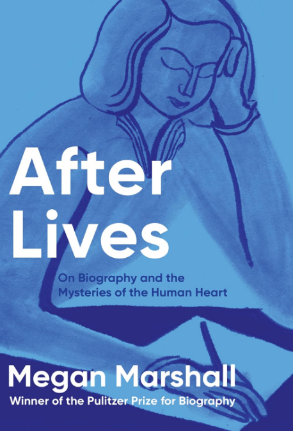 After
Lives
On Biography and the
Mysteries of the Human Heart
Megan Marshall
Winner of the Pulitzer Prize for Biography